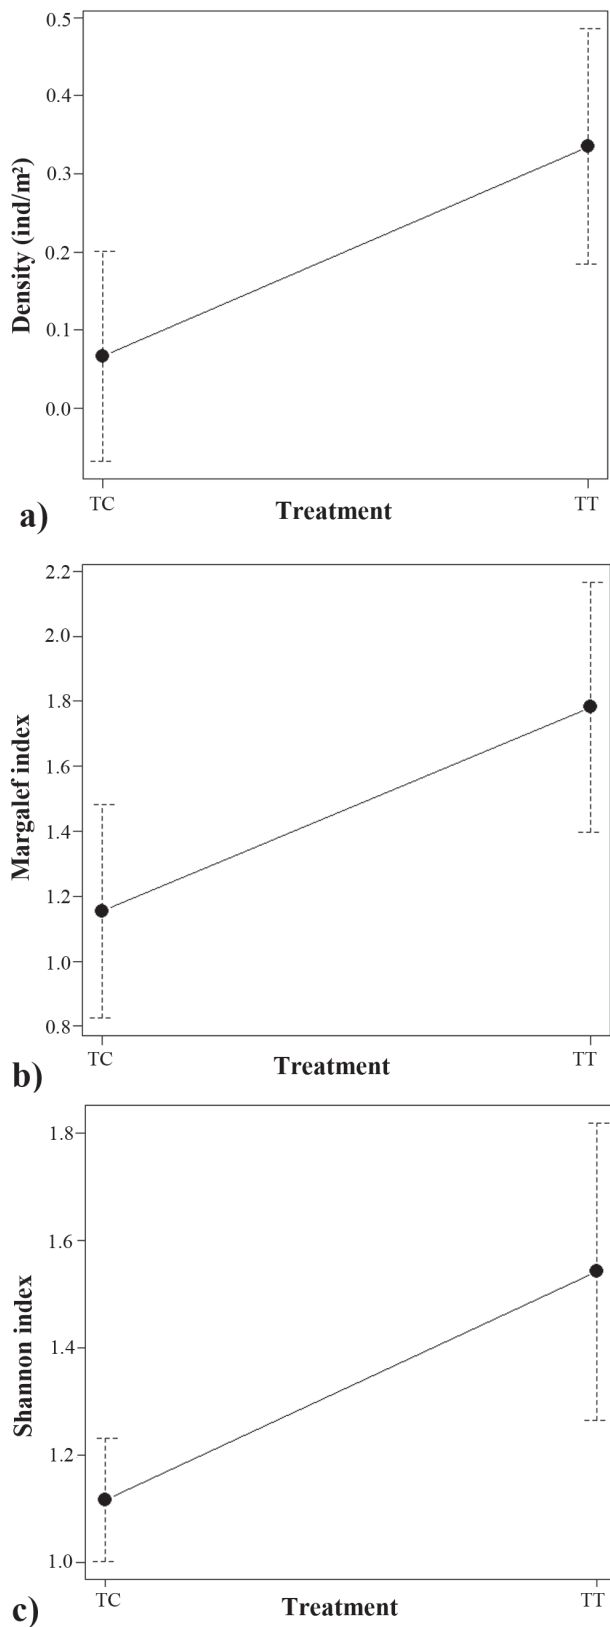 0.5
0.4
0.3
0.2
0.1
0.0
Density (ind/m²)
TC
Treatment
TT
a)
2.2
2.0
1.8
1.6
1.4
1.2
1.0
0.8
Margalef index
TC
Treatment
TT
b)
1.8
1.6
1.4
1.2
1.0
Shannon index
TC
Treatment
TT
c)